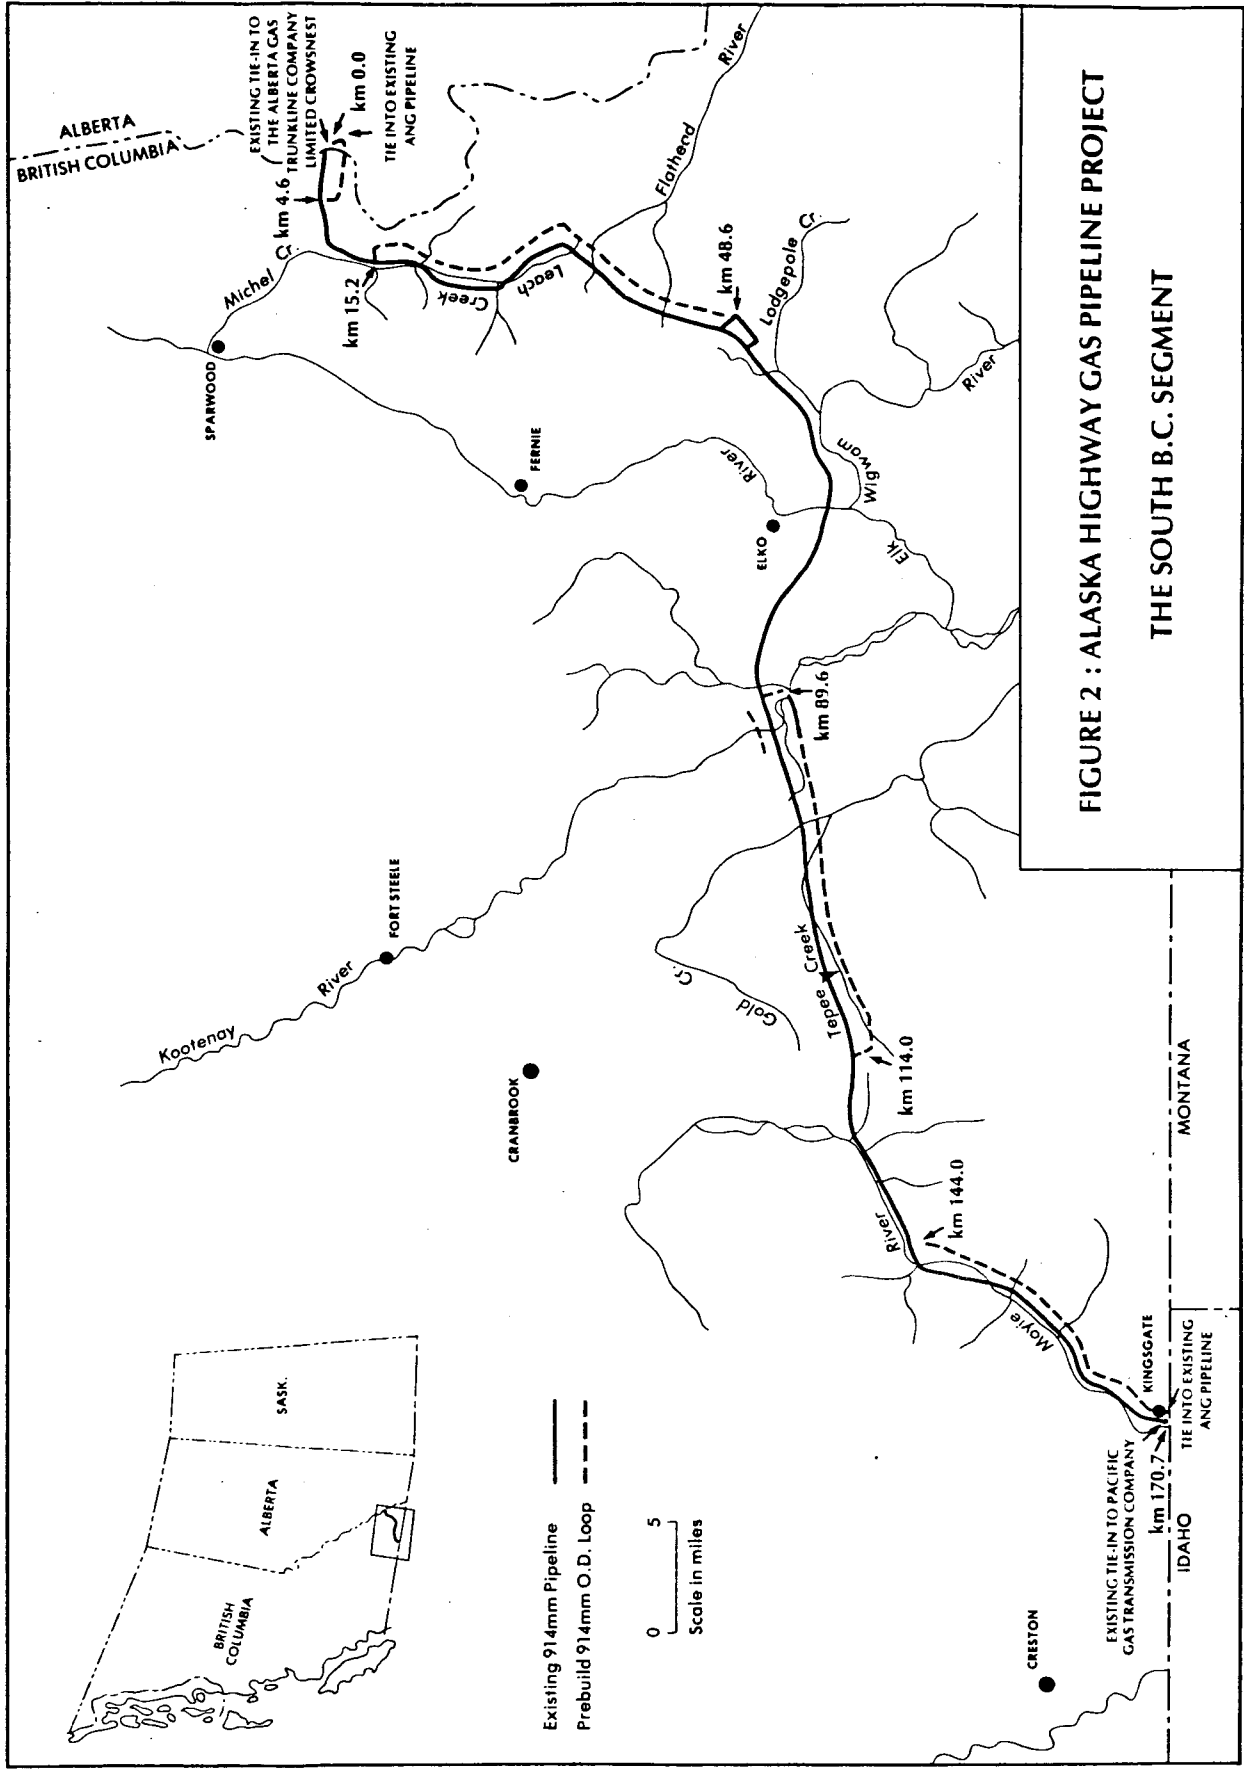 ALBERTA
BRITISH COLUMBIA
EXISTING TIE-IN TO
THE ALBERTA GAS
TRUNKLINE COMPANY
LIMITED CROWSNEST
km 0.0
TIE INTO EXISTING
ANG PIPELINE
km 4.6
Michel Cr.
km 15.2
Leach
Creek
Flathead
River
km 48.6
Lodgepole Cr.
SPARWOOD
FERNIE
River
ELKO
Wigwam
River
Elk
km 89.6
Kootenay
River
FORT STEELE
CRANBROOK
Gold
Cr.
Tepee Creek
km 114.0
km 144.0
River
Moyie
KINGSGATE
TIE INTO EXISTING
ANG PIPELINE
EXISTING TIE-IN TO PACIFIC
GAS TRANSMISSION COMPANY
km 170.7
IDAHO
MONTANA
CRESTON
BRITISH
COLUMBIA
ALBERTA
SASK.
Existing 914mm Pipeline
Prebuild 914mm O.D. Loop
0 5
Scale in miles
FIGURE 2 : ALASKA HIGHWAY GAS PIPELINE PROJECT
THE SOUTH B.C. SEGMENT